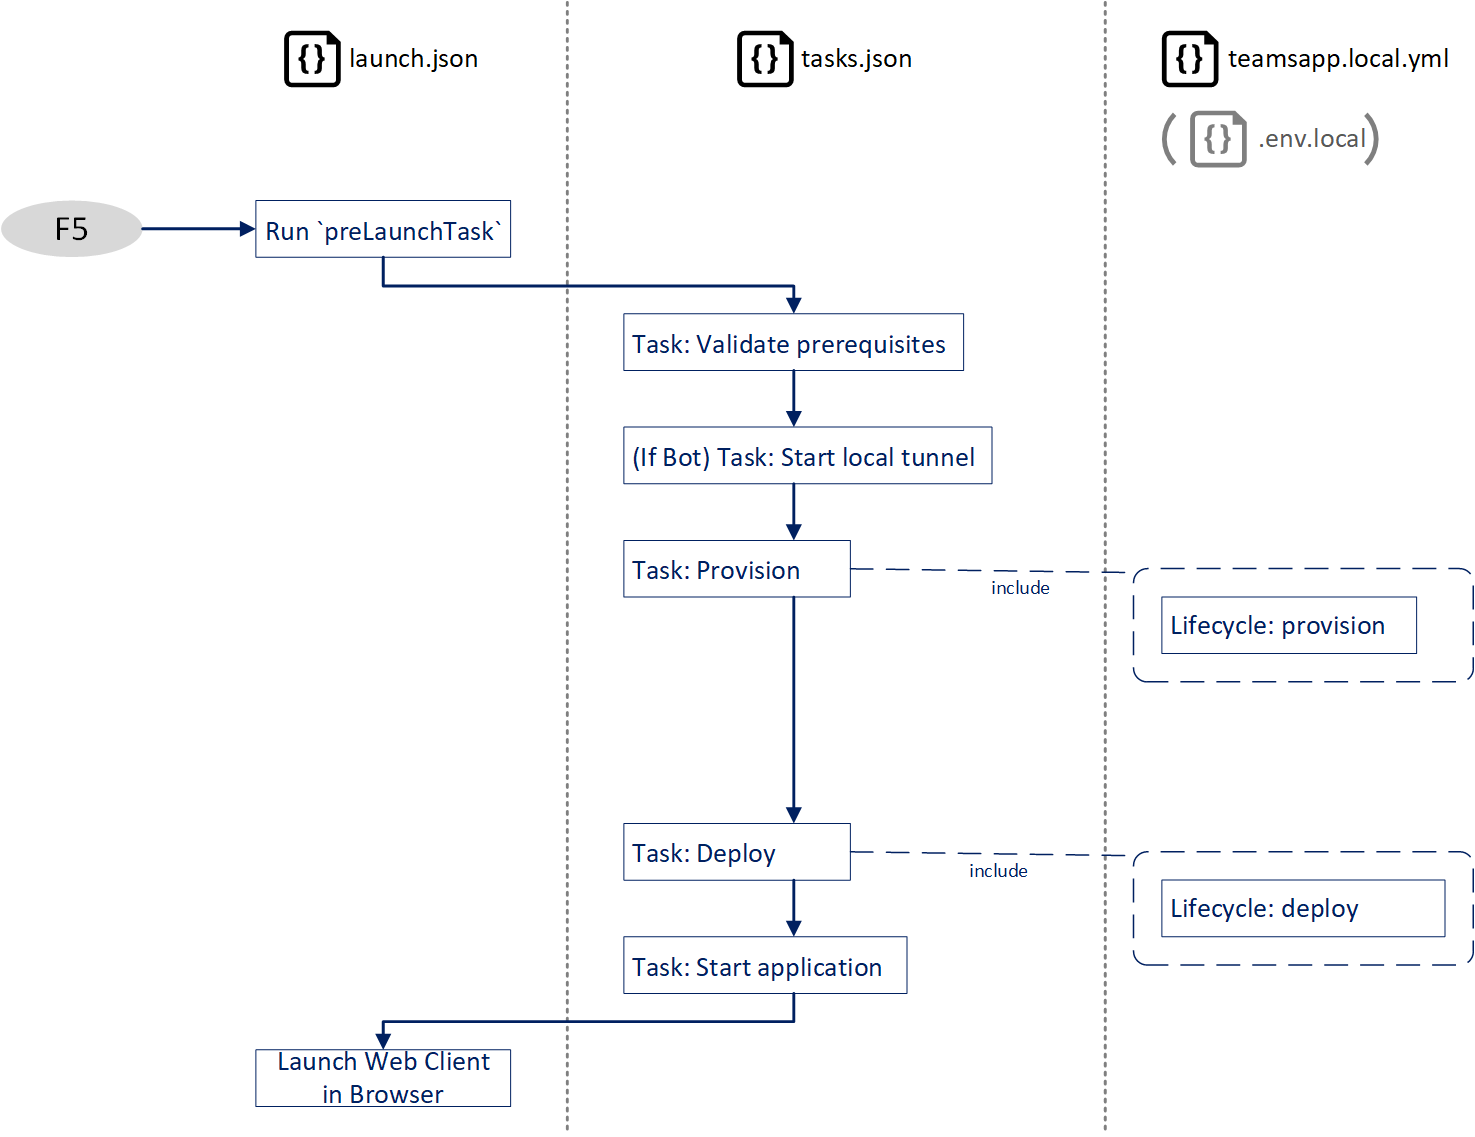 {} launch.json
{} tasks.json
{} teamsapp.local.yml
( {} .env.local)
F5
Run `preLaunchTask`
Task: Validate prerequisites
(If Bot) Task: Start local tunnel
Task: Provision
include
Lifecycle: provision
Task: Deploy
include
Lifecycle: deploy
Task: Start application
Launch Web Client
in Browser